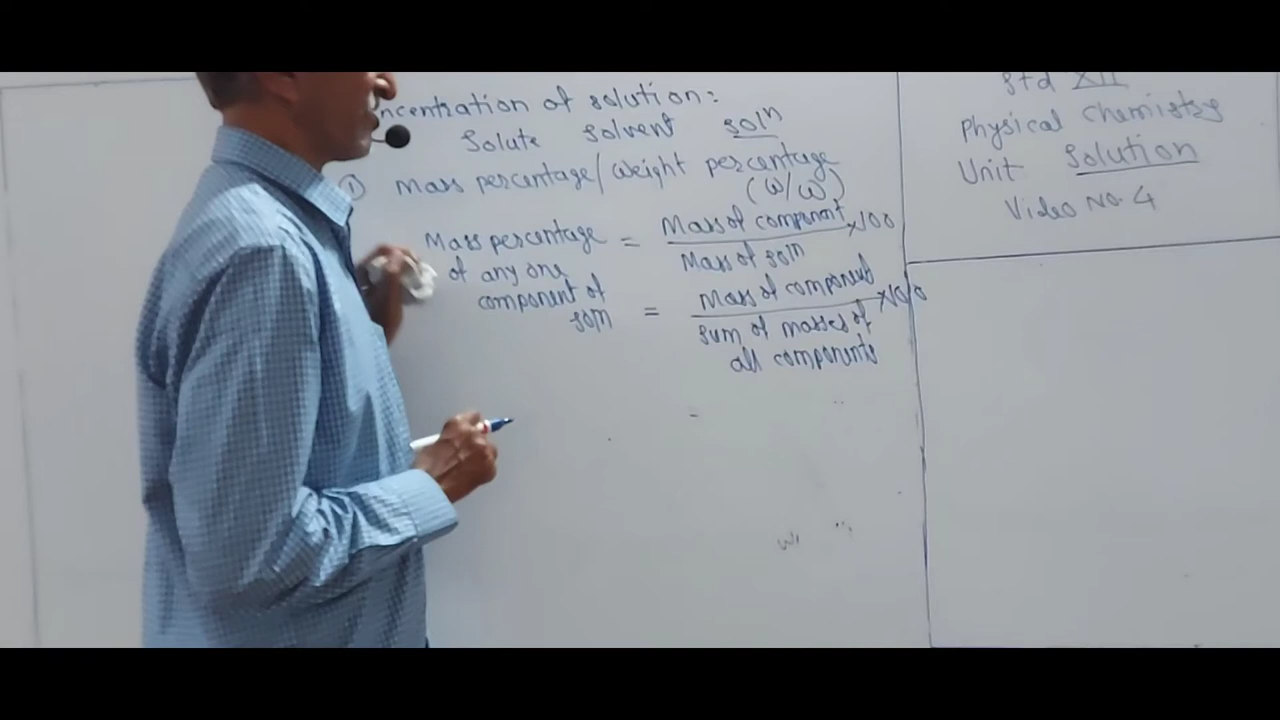 ncentration of solution:
Solute solvent solⁿ
① Mass percentage/weight percentage
(W/W)
Mass percentage of any one component of solⁿ = Mass of component / Mass of solⁿ ×100
= Mass of component / sum of masses of all components ×100
Std XII
Physical Chemistry
Unit Solution
Video No. 4